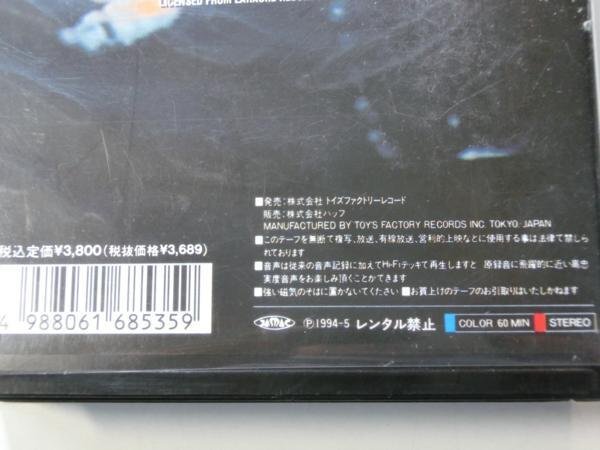 LICENSED FROM EARACHE
■発売:株式会社 トイズファクトリーレコード
販売:株式会社ハッフ
MANUFACTURED BY TOY'S FACTORY RECORDS INC. TOKYO. JAPAN
■このテープを無断で複写、放送、有線放送、営利的上映などに使用する事は法律で禁じら
れております
■音声は従来の音声記録に加えてHi-Fiデッキで再生しますと 原録音に飛躍的に近い高忠
実度音声をお楽しみ頂くことができます
■強い磁気のそばに置かないでください ■お買上げのテープのお引取りはいたしかねます
税込定価¥3,800(税抜価格¥3,689)
4 988061 685359
Ⓟ1994-5 レンタル禁止 COLOR 60 MIN STEREO